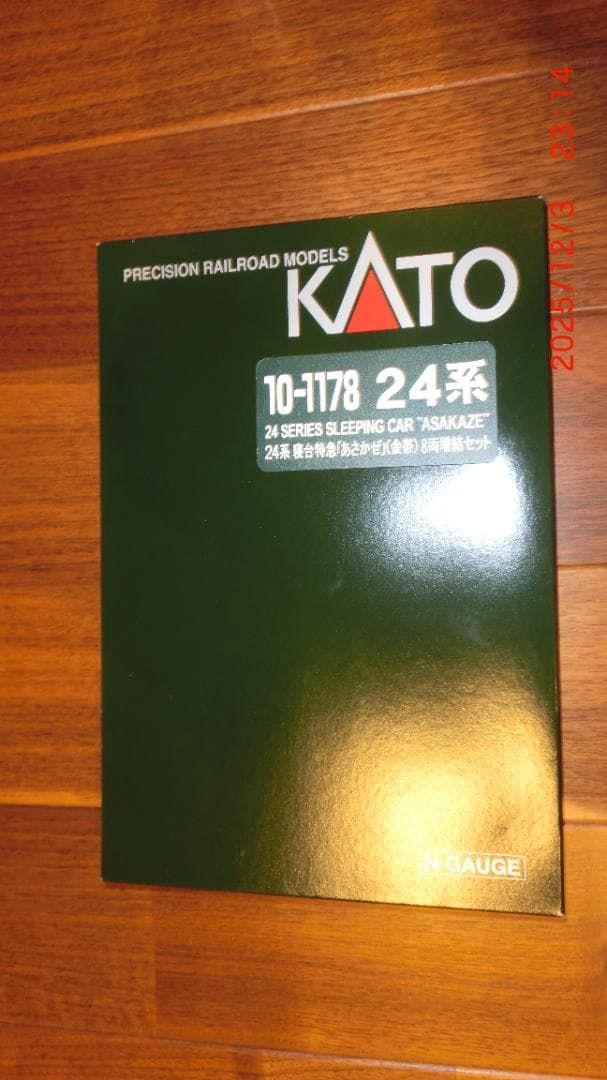 PRECISION RAILROAD MODELS
KATO
10-1178 24系
24 SERIES SLEEPING CAR "ASAKAZE"
24系 寝台特急「あさかぜ」(金帯) 8両増結セット
N-GAUGE
2025/12/3 23:14